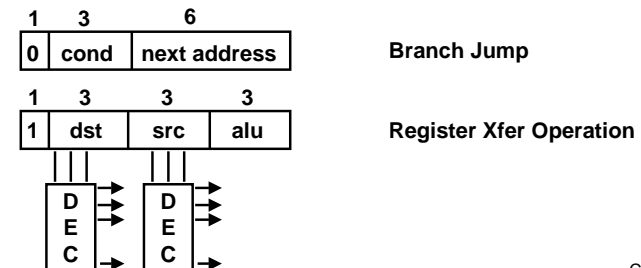 1 3 6
0 cond next address Branch Jump
1 3 3 3
1 dst src alu Register Xfer Operation
D D
E E
C C